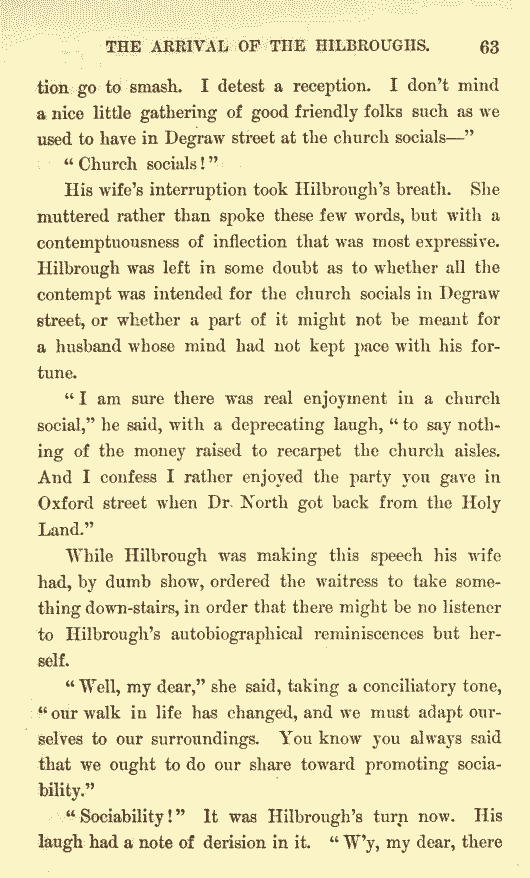 THE ARRIVAL OF THE HILBROUGHS. 63
tion go to smash. I detest a reception. I don't mind
a nice little gathering of good friendly folks such as we
used to have in Degraw street at the church socials—"
"Church socials!"
His wife's interruption took Hilbrough's breath. She
muttered rather than spoke these few words, but with a
contemptuousness of inflection that was most expressive.
Hilbrough was left in some doubt as to whether all the
contempt was intended for the church socials in Degraw
street, or whether a part of it might not be meant for
a husband whose mind had not kept pace with his for-
tune.
"I am sure there was real enjoyment in a church
social," he said, with a deprecating laugh, "to say noth-
ing of the money raised to recarpet the church aisles.
And I confess I rather enjoyed the party you gave in
Oxford street when Dr. North got back from the Holy
Land."
While Hilbrough was making this speech his wife
had, by dumb show, ordered the waitress to take some-
thing down-stairs, in order that there might be no listener
to Hilbrough's autobiographical reminiscences but her-
self.
"Well, my dear," she said, taking a conciliatory tone,
"our walk in life has changed, and we must adapt our-
selves to our surroundings. You know you always said
that we ought to do our share toward promoting socia-
bility."
"Sociability!" It was Hilbrough's turn now. His
laugh had a note of derision in it. "W'y, my dear, there